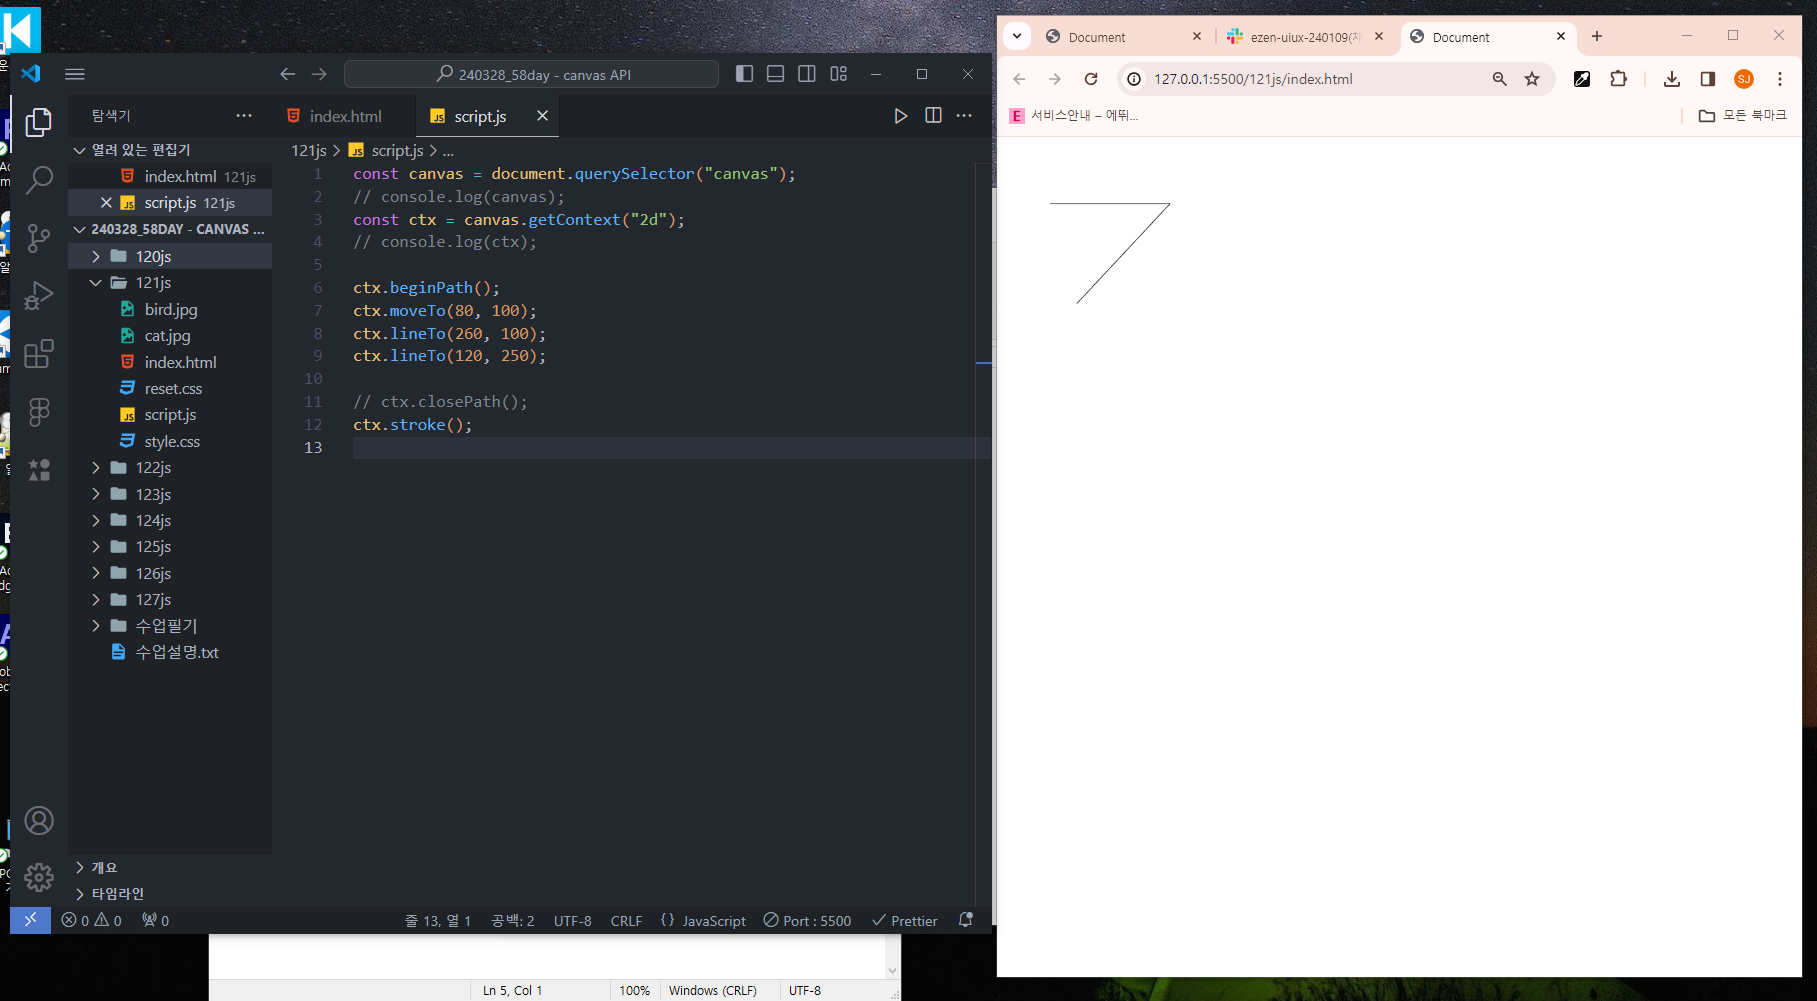 240328_58day - canvas API
탐색기
열려 있는 편집기
index.html 121js
script.js 121js
240328_58DAY - CANVAS ...
120js
121js
bird.jpg
cat.jpg
index.html
reset.css
script.js
style.css
122js
123js
124js
125js
126js
127js
수업필기
수업설명.txt
개요
타임라인
index.html
script.js
121js > script.js > ...
1 const canvas = document.querySelector("canvas");
2 // console.log(canvas);
3 const ctx = canvas.getContext("2d");
4 // console.log(ctx);
5
6 ctx.beginPath();
7 ctx.moveTo(80, 100);
8 ctx.lineTo(260, 100);
9 ctx.lineTo(120, 250);
10
11 // ctx.closePath();
12 ctx.stroke();
13
0 0 0 줄 13, 열 1 공백: 2 UTF-8 CRLF {} JavaScript Port : 5500 Prettier
Ln 5, Col 1 100% Windows (CRLF) UTF-8
Document
ezen-uiux-240109(
Document
127.0.0.1:5500/121js/index.html
SJ
E 서비스안내 – 에뛰...
모든 북마크